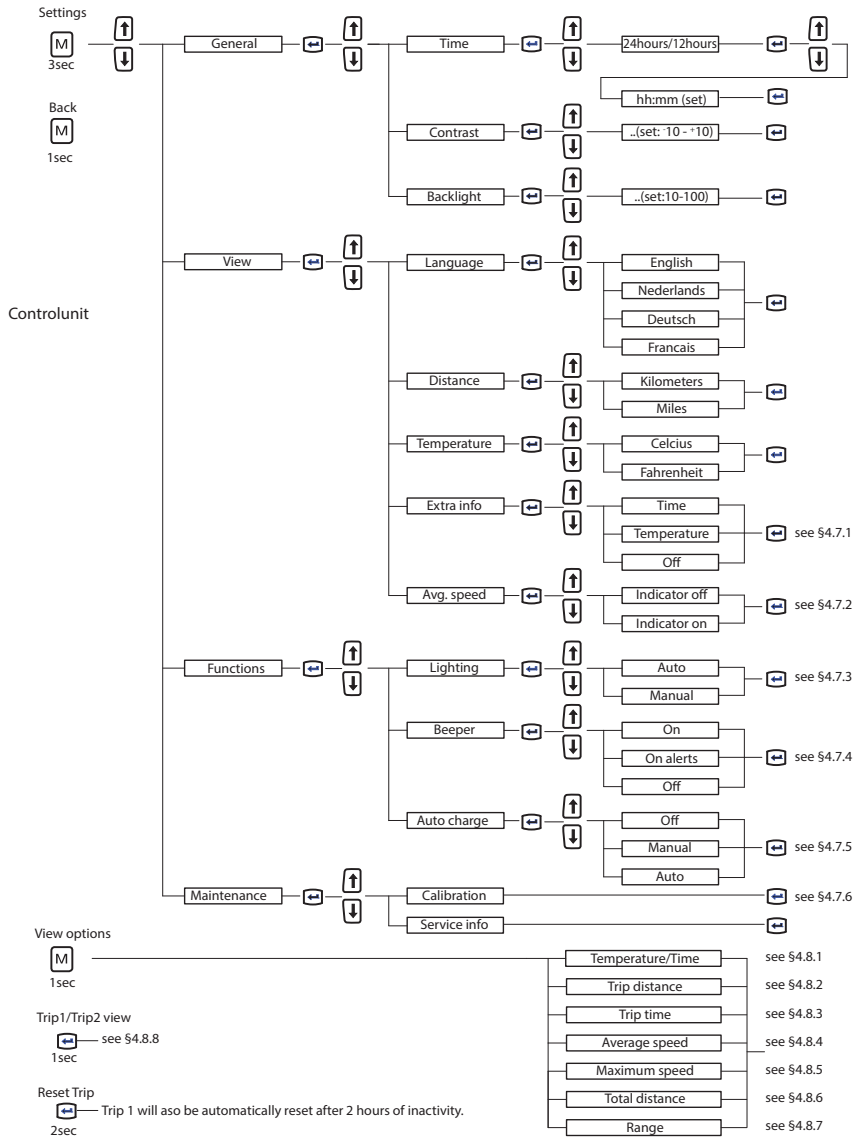 Settings
M
3sec
General
Time
24hours/12hours
hh:mm (set)
Back
M
1sec
Contrast
..(set: -10 - +10)
Backlight
..(set:10-100)
View
Language
English
Nederlands
Deutsch
Francais
Controlunit
Distance
Kilometers
Miles
Temperature
Celcius
Fahrenheit
Extra info
Time
Temperature
Off
see §4.7.1
Avg. speed
Indicator off
Indicator on
see §4.7.2
Functions
Lighting
Auto
Manual
see §4.7.3
Beeper
On
On alerts
Off
see §4.7.4
Auto charge
Off
Manual
Auto
see §4.7.5
Maintenance
Calibration
see §4.7.6
Service info
View options
M
1sec
Temperature/Time see §4.8.1
Trip distance see §4.8.2
Trip time see §4.8.3
Average speed see §4.8.4
Maximum speed see §4.8.5
Total distance see §4.8.6
Range see §4.8.7
Trip1/Trip2 view
see §4.8.8
1sec
Reset Trip
Trip 1 will aso be automatically reset after 2 hours of inactivity.
2sec